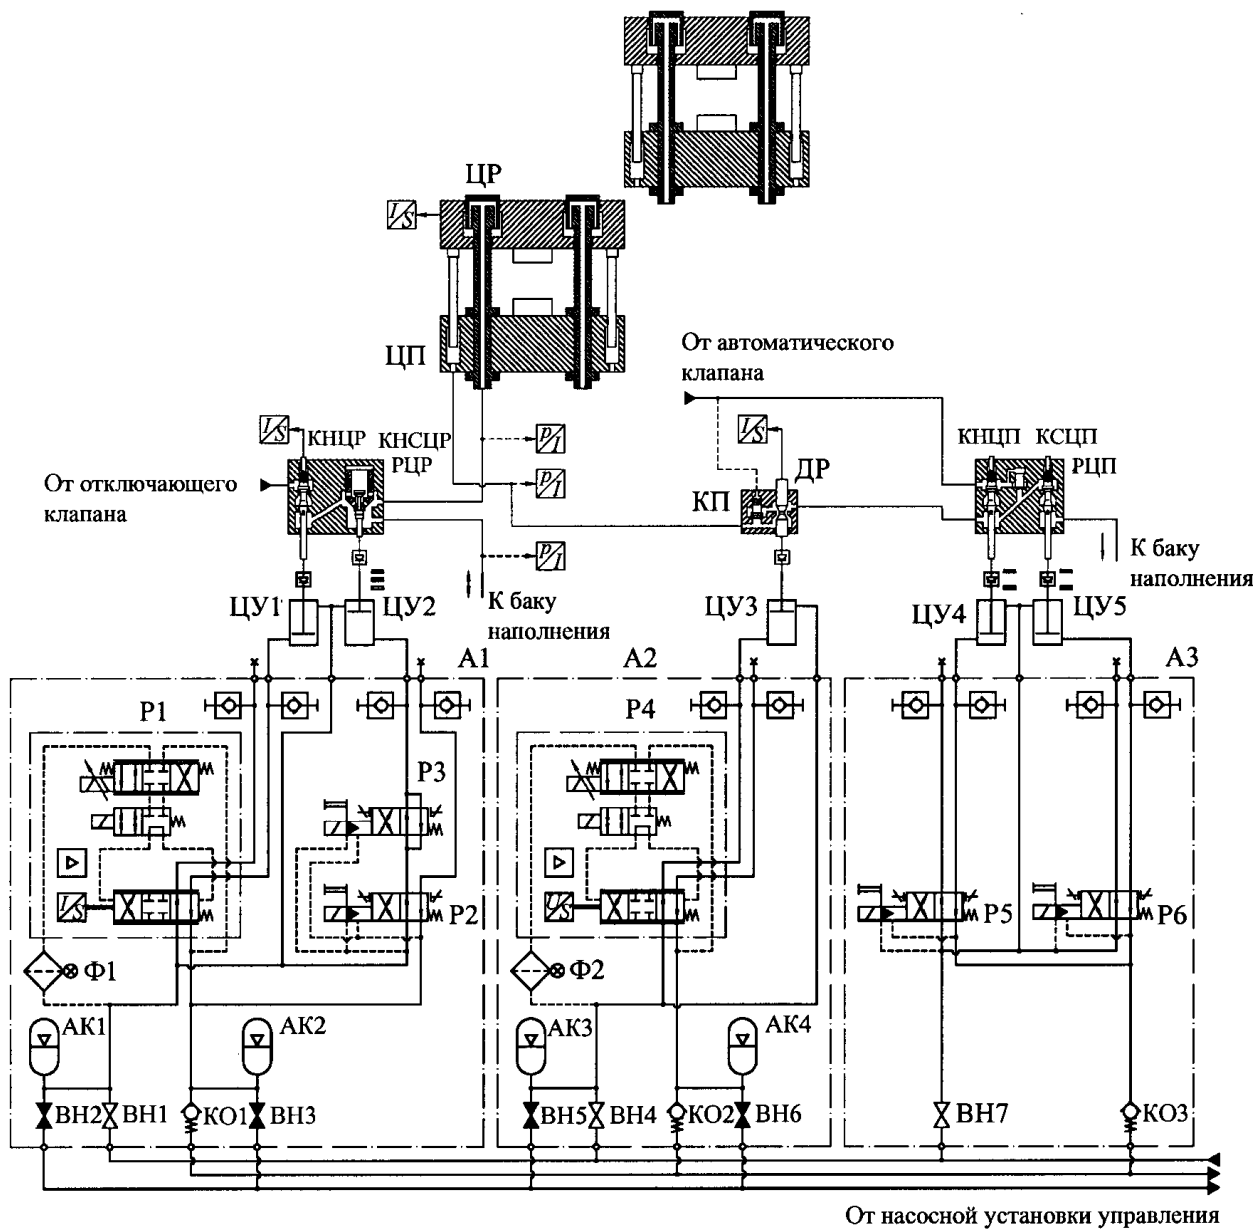 ЦР
I/S
ЦП
От автоматического
клапана
I/S
КНЦР
КНСЦР
РЦР
p/I
I/S
ДР
КНЦП
КСЦП
РЦП
От отключающего
клапана
p/I
КП
p/I
К баку
наполнения
К баку
наполнения
ЦУ1
ЦУ2
ЦУ3
ЦУ4
ЦУ5
А1
А2
А3
Р1
Р4
Р3
I/S
Р2
U/S
Р5
Р6
Ф1
Ф2
АК1
АК2
АК3
АК4
ВН2
ВН1
КО1
ВН3
ВН5
ВН4
КО2
ВН6
ВН7
КО3
От насосной установки управления